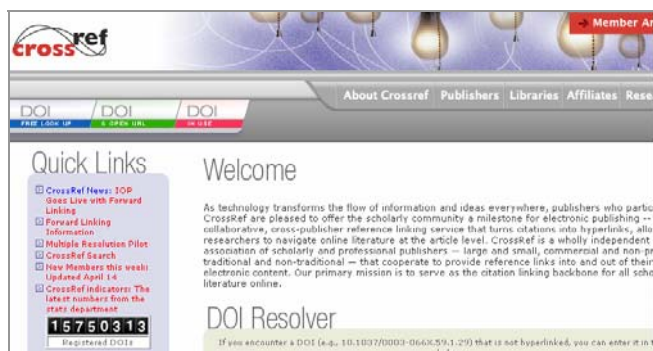 crossref
Member Ar
About Crossref Publishers Libraries Affiliates Rese
DOI DOI DOI
FREE LOOK UP & OPEN URL IN USE
Quick Links
CrossRef News: IOP
Goes Live with Forward
Linking
Forward Linking
Information
Multiple Resolution Pilot
CrossRef Search
New Members this week:
Updated April 14
CrossRef indicators: The
latest numbers from the
stats department
15750313
Registered DOIs
Welcome
As technology transforms the flow of information and ideas everywhere, publishers who partic
CrossRef are pleased to offer the scholarly community a milestone for electronic publishing --
collaborative, cross-publisher reference linking service that turns citations into hyperlinks, allo
researchers to navigate online literature at the article level. CrossRef is a wholly independent
association of scholarly and professional publishers — large and small, commercial and non-pr
traditional and non-traditional — that cooperate to provide reference links into and out of their
electronic content. Our primary mission is to serve as the citation linking backbone for all scho
literature online.
DOI Resolver
If you encounter a DOI (e.g., 10.1037/0003-066X.59.1.29) that is not hyperlinked, you can enter it in t